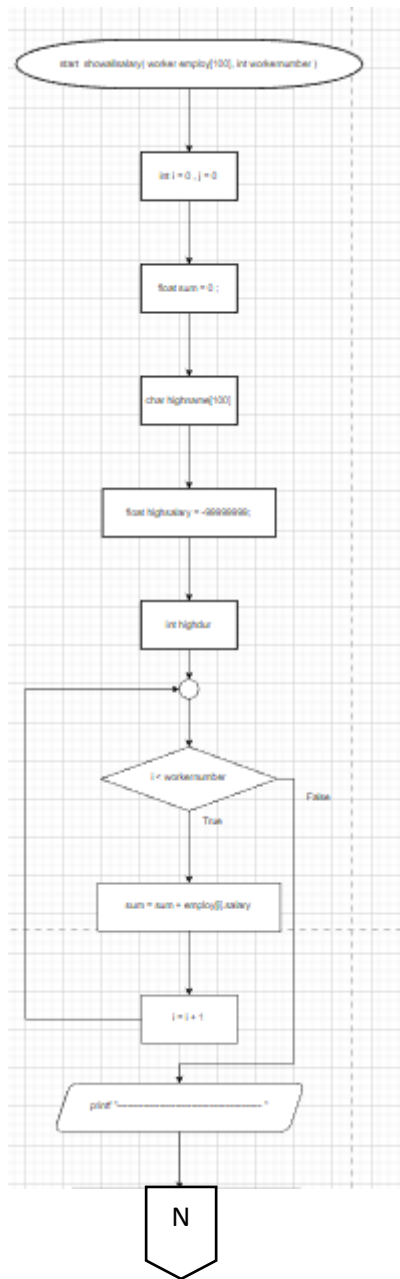 start showallsalary( worker employ[100], int workernumber )
int i = 0 , j = 0
float sum = 0 ;
char highname[100]
float highsalary = -99999999;
int highdur
i < workernumber
False
True
sum = sum + employ[i].salary
i = i + 1
printf "------------------------------------------------ "
N